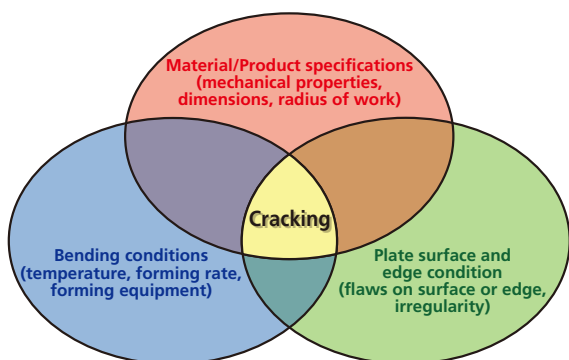 Material/Product specifications
(mechanical properties,
dimensions, radius of work)
Cracking
Bending conditions
(temperature, forming rate,
forming equipment)
Plate surface and
edge condition
(flaws on surface or edge,
irregularity)